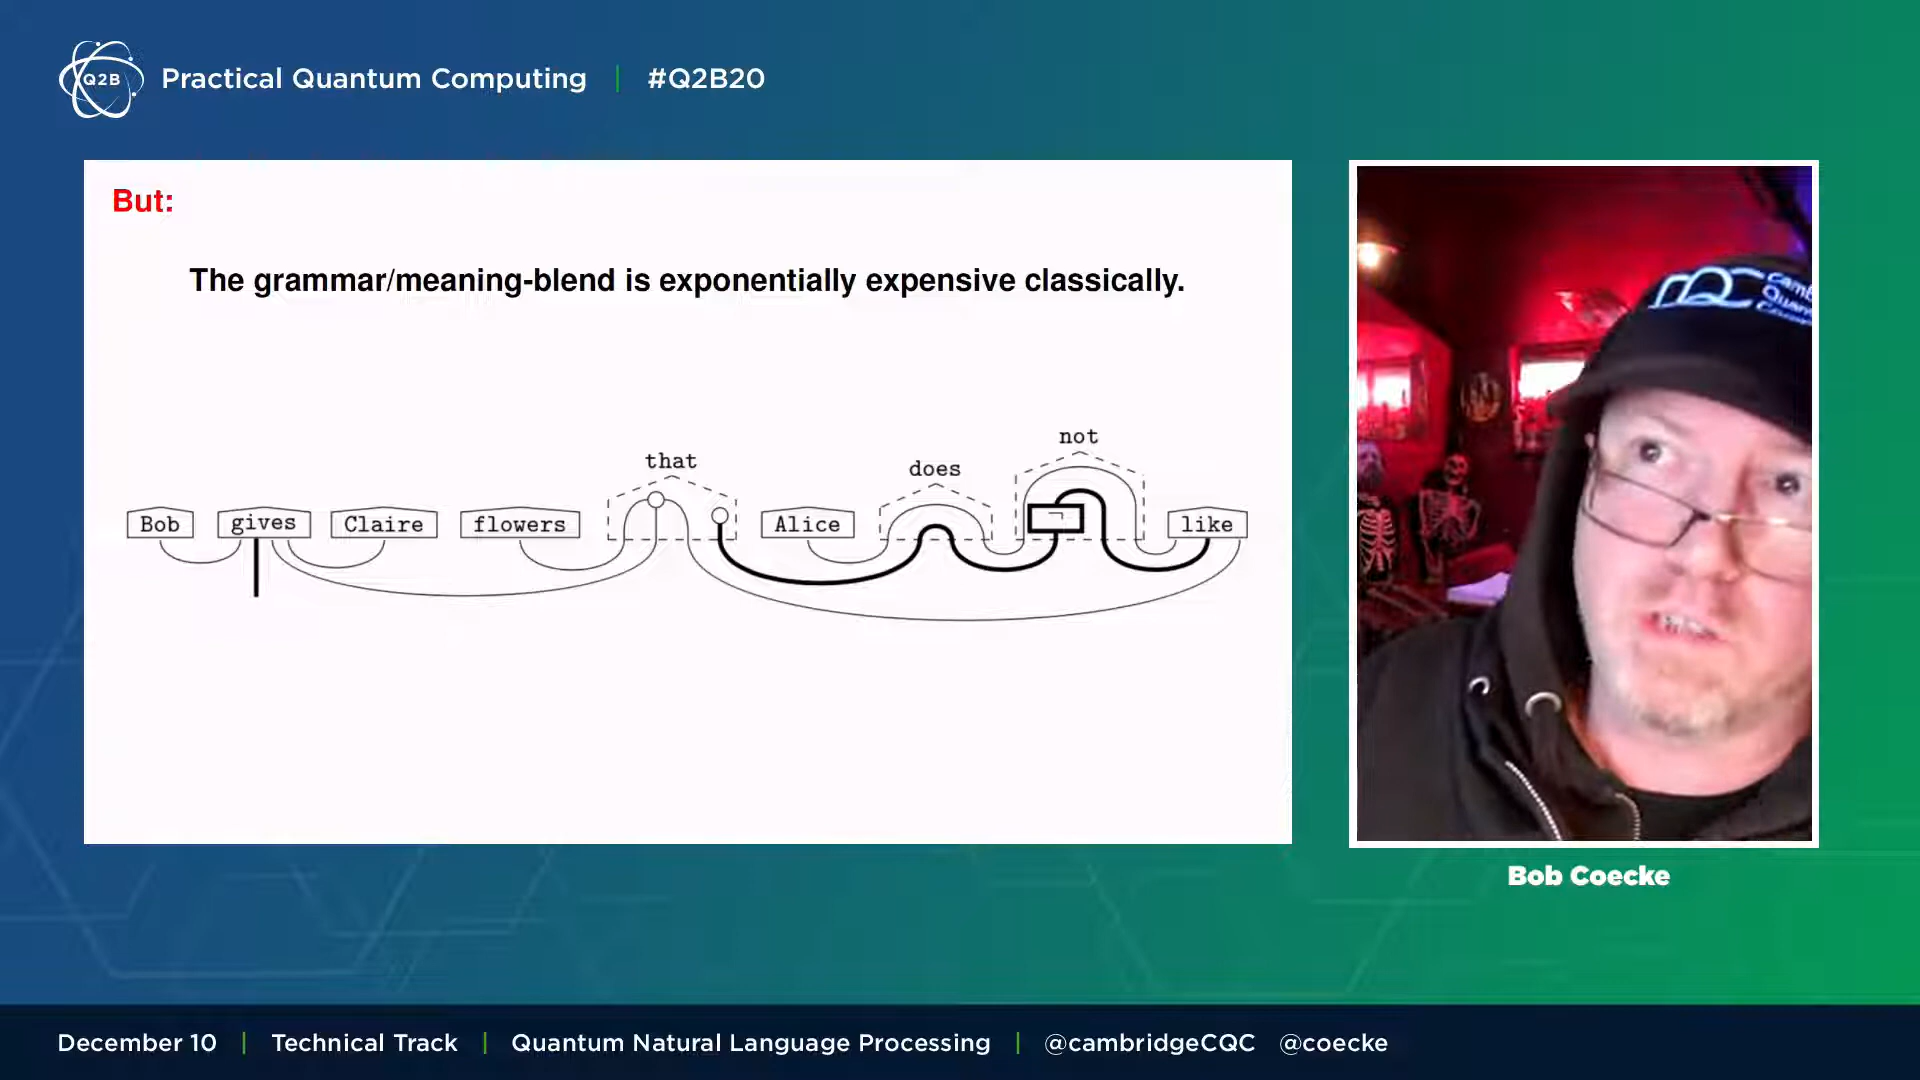 Q2B Practical Quantum Computing | #Q2B20
But:
The grammar/meaning-blend is exponentially expensive classically.
not
that
does
Bob gives Claire flowers Alice ¬ like
Bob Coecke
December 10 | Technical Track | Quantum Natural Language Processing | @cambridgeCQC @coecke